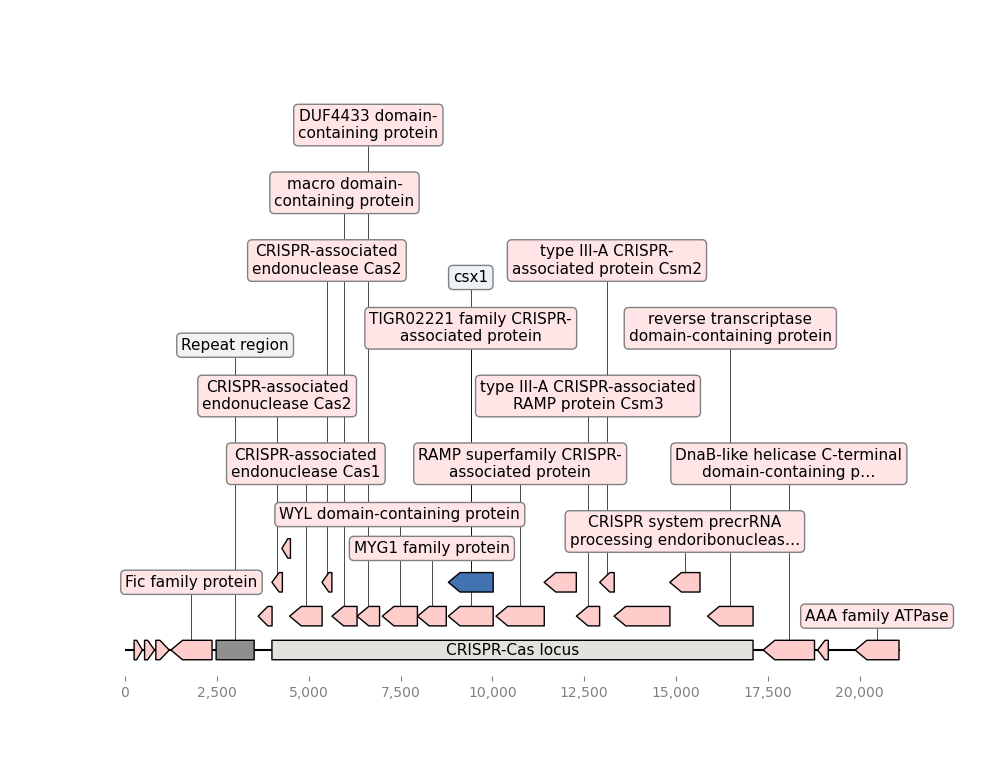 DUF4433 domain-
containing protein
macro domain-
containing protein
CRISPR-associated
endonuclease Cas2
csx1
type III-A CRISPR-
associated protein Csm2
TIGR02221 family CRISPR-
associated protein
reverse transcriptase
domain-containing protein
Repeat region
CRISPR-associated
endonuclease Cas2
type III-A CRISPR-associated
RAMP protein Csm3
CRISPR-associated
endonuclease Cas1
RAMP superfamily CRISPR-
associated protein
DnaB-like helicase C-terminal
domain-containing p...
WYL domain-containing protein
CRISPR system precrRNA
processing endoribonucleas...
MYG1 family protein
Fic family protein
AAA family ATPase
CRISPR-Cas locus
0 2,500 5,000 7,500 10,000 12,500 15,000 17,500 20,000